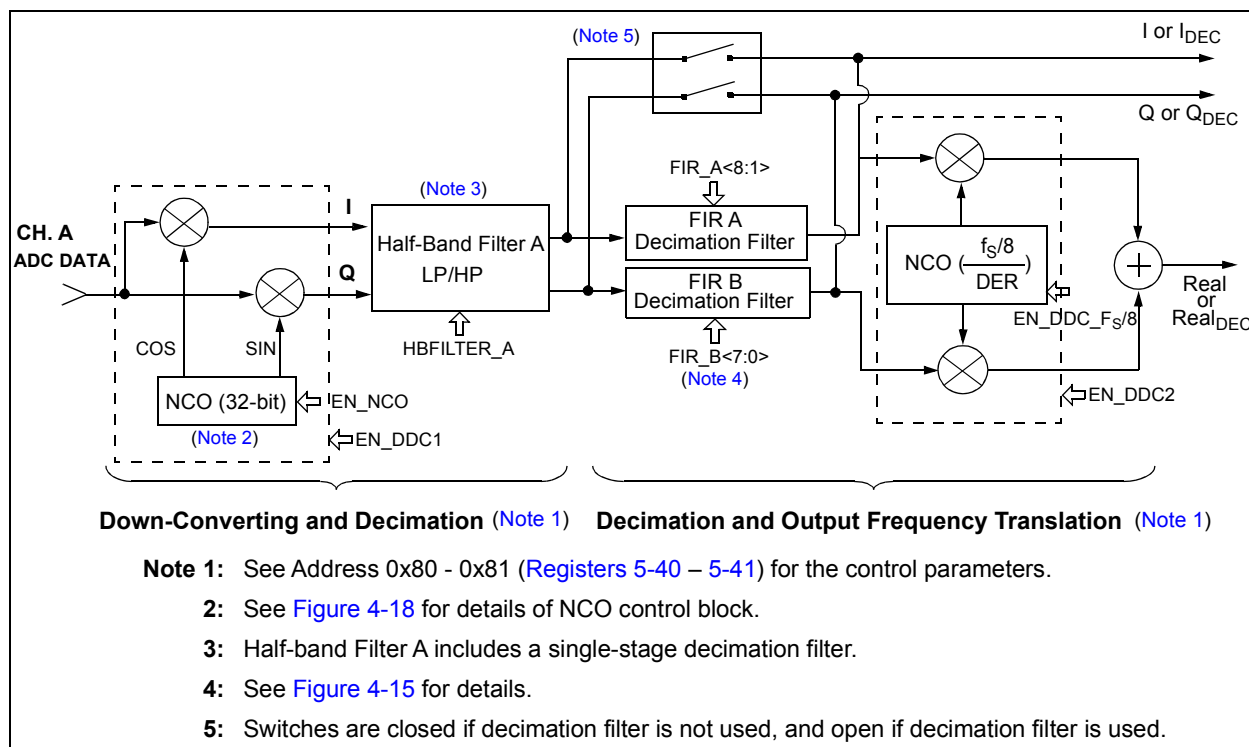 (Note 5)
I or IDEC
Q or QDEC
FIR_A<8:1>
(Note 3)
I
FIR A
Decimation Filter
CH. A
ADC DATA
Half-Band Filter A
LP/HP
NCO (fS/8
DER)
Q
FIR B
Decimation Filter
Real
or
RealDEC
EN_DDC_FS/8
COS
SIN
HBFILTER_A
FIR_B<7:0>
(Note 4)
NCO (32-bit)
EN_NCO
EN_DDC2
(Note 2)
EN_DDC1
Down-Converting and Decimation (Note 1)
Decimation and Output Frequency Translation (Note 1)
Note 1: See Address 0x80 - 0x81 (Registers 5-40 – 5-41) for the control parameters.
2: See Figure 4-18 for details of NCO control block.
3: Half-band Filter A includes a single-stage decimation filter.
4: See Figure 4-15 for details.
5: Switches are closed if decimation filter is not used, and open if decimation filter is used.